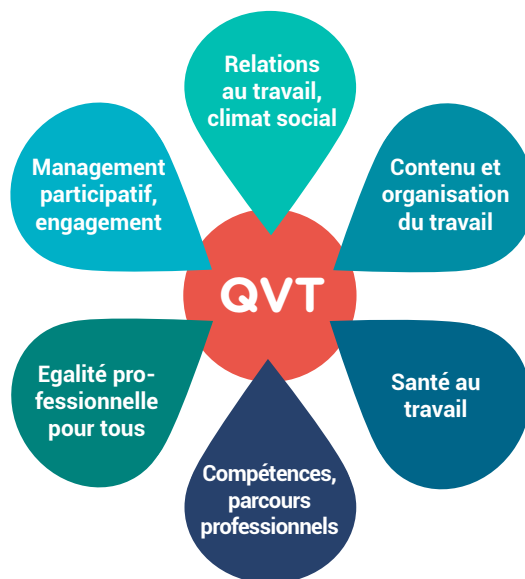 Relations
au travail,
climat social
Management
participatif,
engagement
Contenu et
organisation
du travail
QVT
Egalité pro-
fessionnelle
pour tous
Santé au
travail
Compétences,
parcours
professionnels